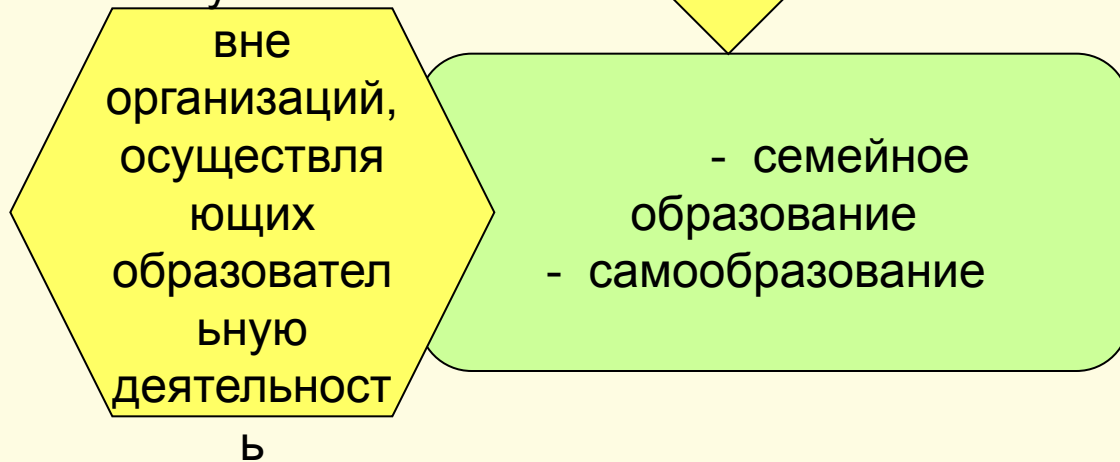 вне
организаций,
осуществля
ющих
образовател
ьную
деятельност
ь
- семейное
образование
- самообразование